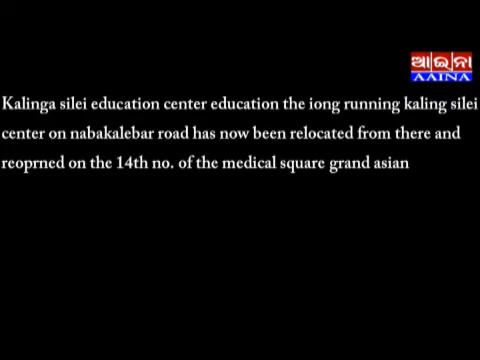 ଆଇନା
AAINA
Kalinga silei education center education the iong running kaling silei
center on nabakalebar road has now been relocated from there and
reoprned on the 14th no. of the medical square grand asian